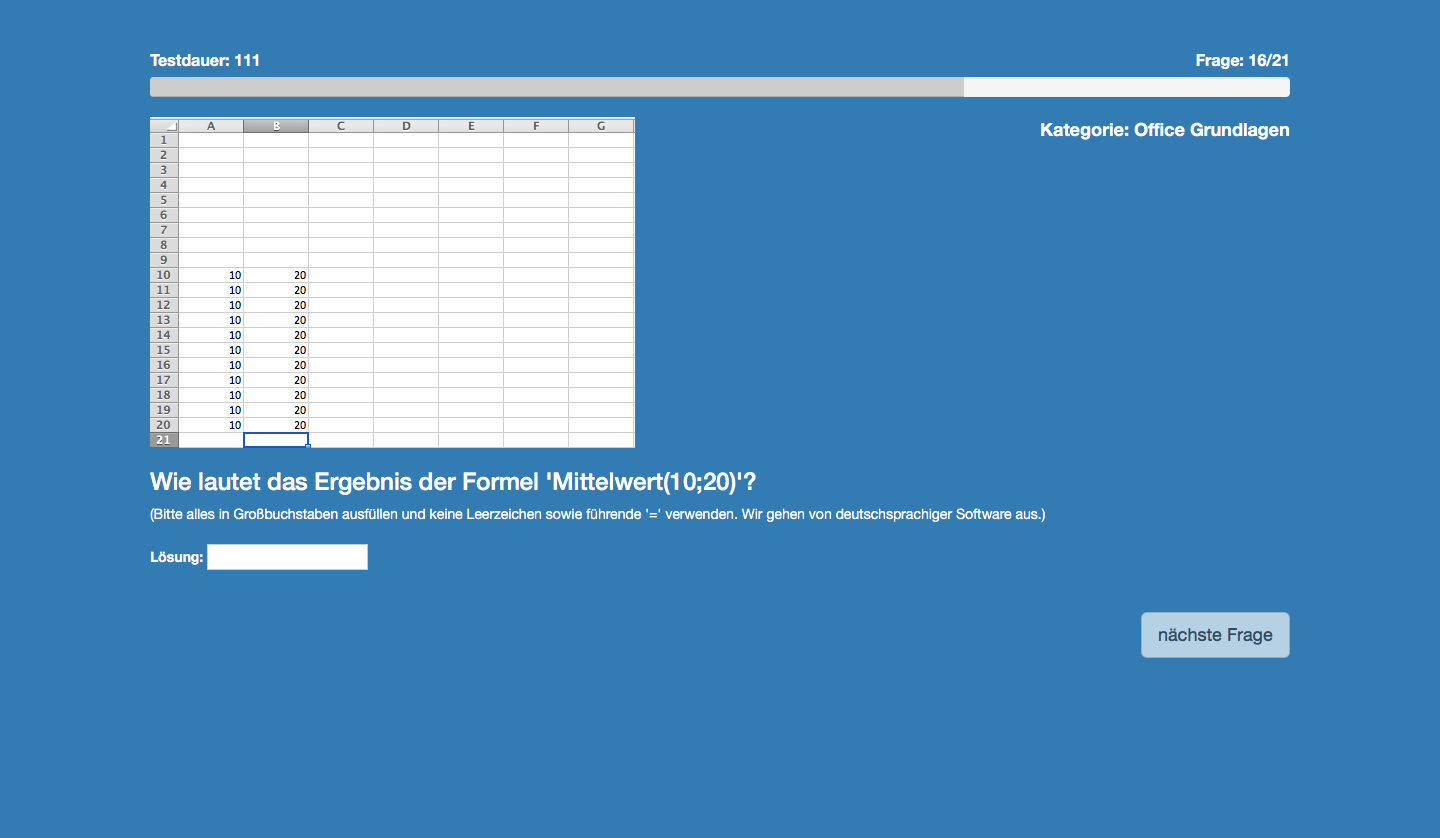 Testdauer: 111
Frage: 16/21
Kategorie: Office Grundlagen
A B C D E F G
1
2
3
4
5
6
7
8
9
10 10 20
11 10 20
12 10 20
13 10 20
14 10 20
15 10 20
16 10 20
17 10 20
18 10 20
19 10 20
20 10 20
21
Wie lautet das Ergebnis der Formel 'Mittelwert(10;20)'?
(Bitte alles in Großbuchstaben ausfüllen und keine Leerzeichen sowie führende '=' verwenden. Wir gehen von deutschsprachiger Software aus.)
Lösung:
nächste Frage